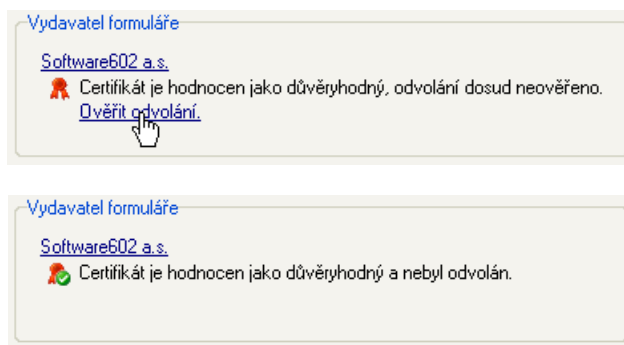 Vydavatel formuláře
Software602 a.s.
Certifikát je hodnocen jako důvěryhodný, odvolání dosud neověřeno.
Ověřit odvolání.
Vydavatel formuláře
Software602 a.s.
Certifikát je hodnocen jako důvěryhodný a nebyl odvolán.